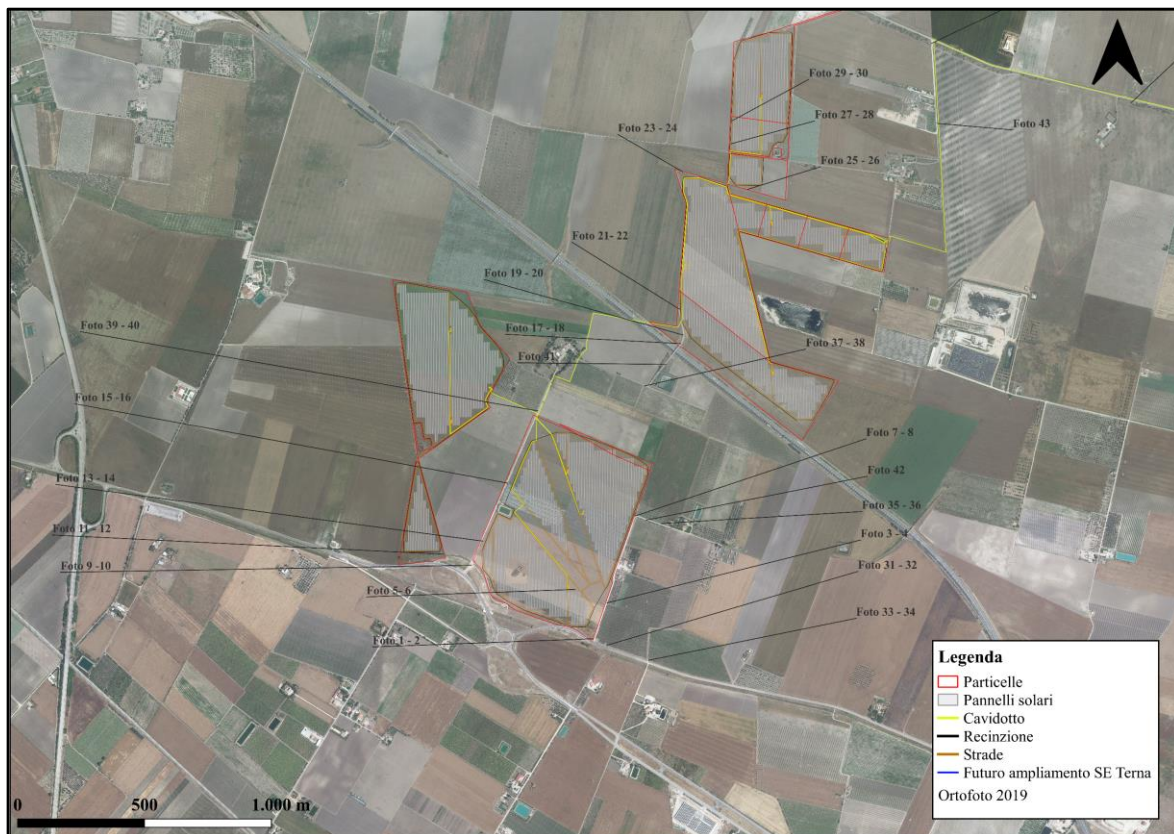 Foto 29 - 30
Foto 27 - 28
Foto 43
Foto 23 - 24
Foto 25 - 26
Foto 21- 22
Foto 19 - 20
Foto 39 - 40
Foto 17 - 18
Foto 37 - 38
Foto 41
Foto 15 -16
Foto 7 - 8
Foto 42
Foto 13 - 14
Foto 35 - 36
Foto 11 - 12
Foto 3 - 4
Foto 9 -10
Foto 31 - 32
Foto 5- 6
Foto 33 - 34
Foto 1 - 2
Legenda
Particelle
Pannelli solari
Cavidotto
Recinzione
Strade
Futuro ampliamento SE Terna
Ortofoto 2019
0 500 1.000 m